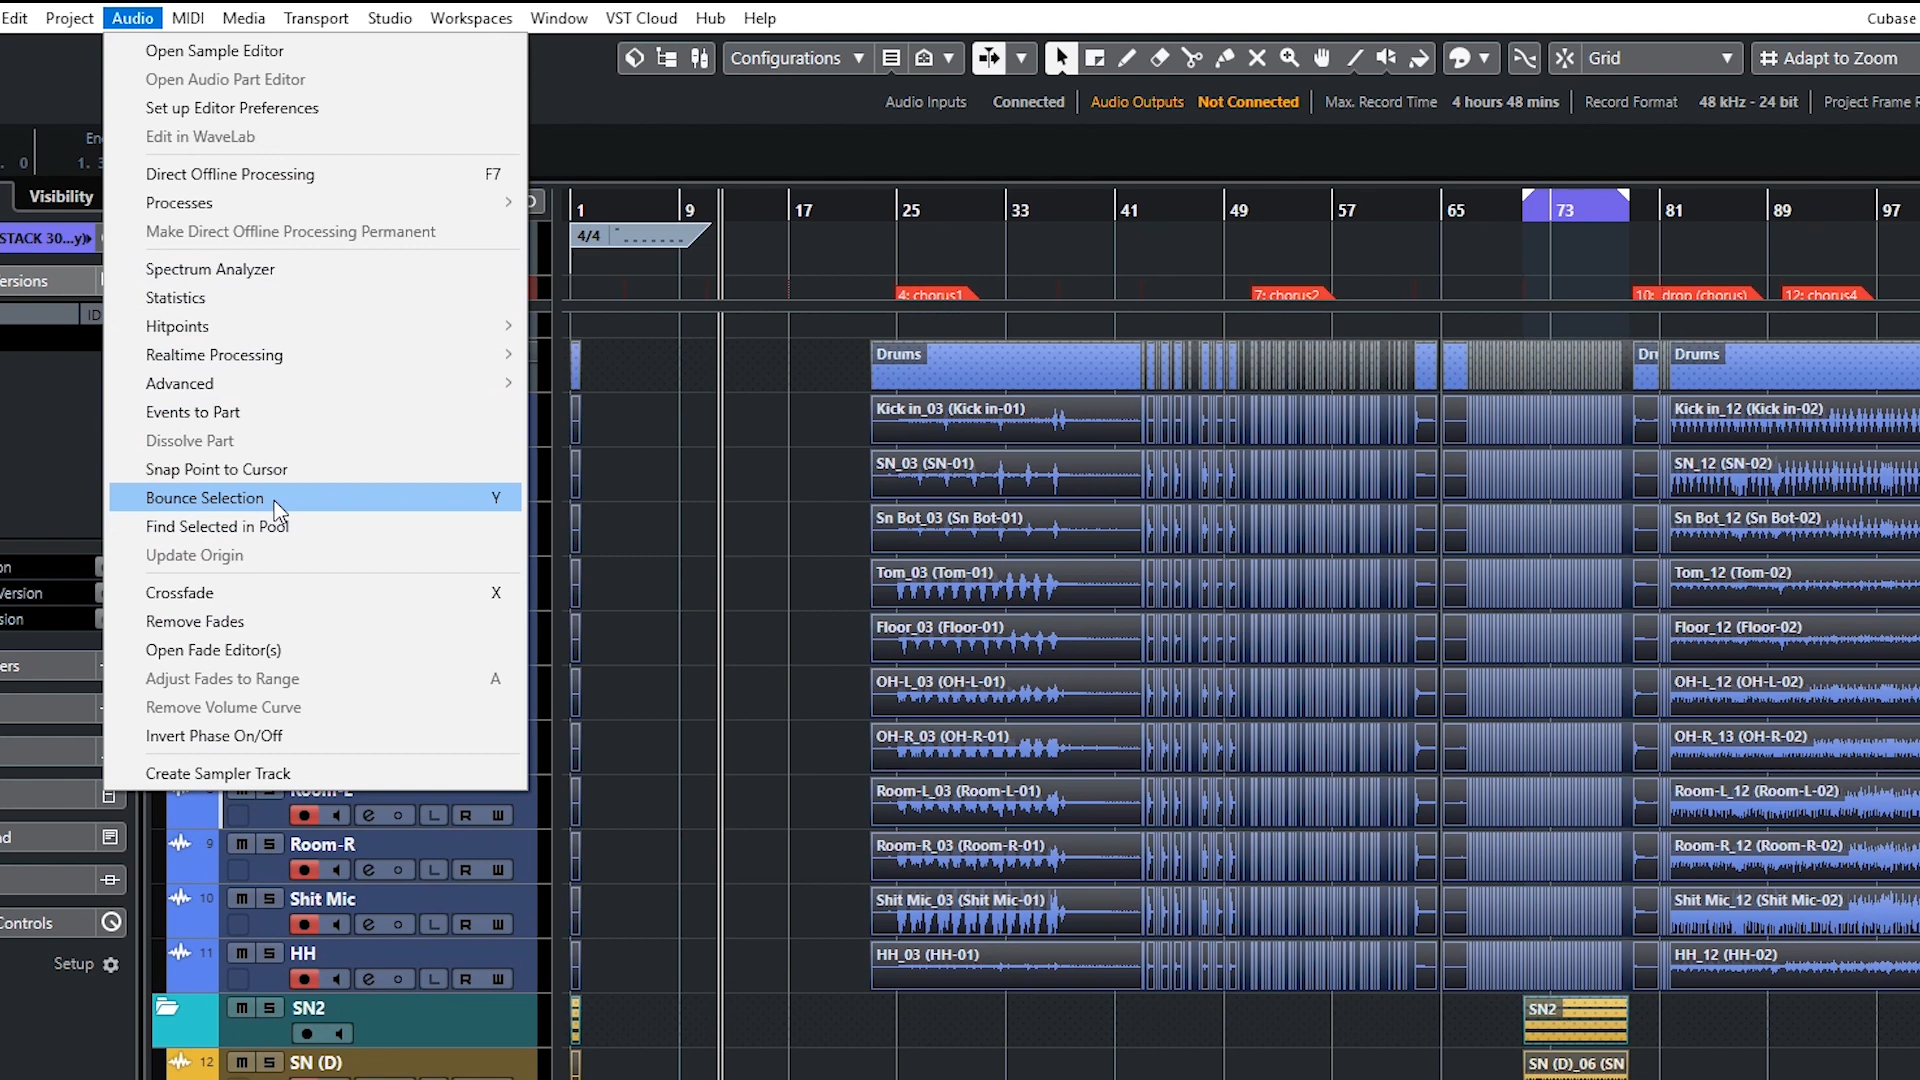 Edit Project Audio MIDI Media Transport Studio Workspaces Window VST Cloud Hub Help Cubase
Open Sample Editor
Open Audio Part Editor
Set up Editor Preferences
Edit in WaveLab
Direct Offline Processing F7
Processes
Make Direct Offline Processing Permanent
Spectrum Analyzer
Statistics
Hitpoints
Realtime Processing
Advanced
Events to Part
Dissolve Part
Snap Point to Cursor
Bounce Selection Y
Find Selected in Pool
Update Origin
Crossfade X
Remove Fades
Open Fade Editor(s)
Adjust Fades to Range A
Remove Volume Curve
Invert Phase On/Off
Create Sampler Track
Configurations Grid Adapt to Zoom
Audio Inputs Connected Audio Outputs Not Connected Max. Record Time 4 hours 48 mins Record Format 48 kHz - 24 bit Project Frame R
En
. 0 1. 3
Visibility
STACK 30...y)
ersions
ID
on
Version
sion
ers
nd
Controls
Setup
1 9 17 25 33 41 49 57 65 73 81 89 97
4/4
4: chorus1 7: chorus2 10: drop (chorus) 12: chorus4
Drums Dru Drums
Kick in_03 (Kick in-01) Kick in_12 (Kick in-02)
SN_03 (SN-01) SN_12 (SN-02)
Sn Bot_03 (Sn Bot-01) Sn Bot_12 (Sn Bot-02)
Tom_03 (Tom-01) Tom_12 (Tom-02)
Floor_03 (Floor-01) Floor_12 (Floor-02)
OH-L_03 (OH-L-01) OH-L_12 (OH-L-02)
OH-R_03 (OH-R-01) OH-R_13 (OH-R-02)
Room-L_03 (Room-L-01) Room-L_12 (Room-L-02)
Room-R_03 (Room-R-01) Room-R_12 (Room-R-02)
Shit Mic_03 (Shit Mic-01) Shit Mic_12 (Shit Mic-02)
HH_03 (HH-01) HH_12 (HH-02)
SN2
SN (D)_06 (SN
Room-L
e L R W
9 m S Room-R
e L R W
10 m S Shit Mic
e L R W
11 m S HH
e L R W
m S SN2
12 m S SN (D)